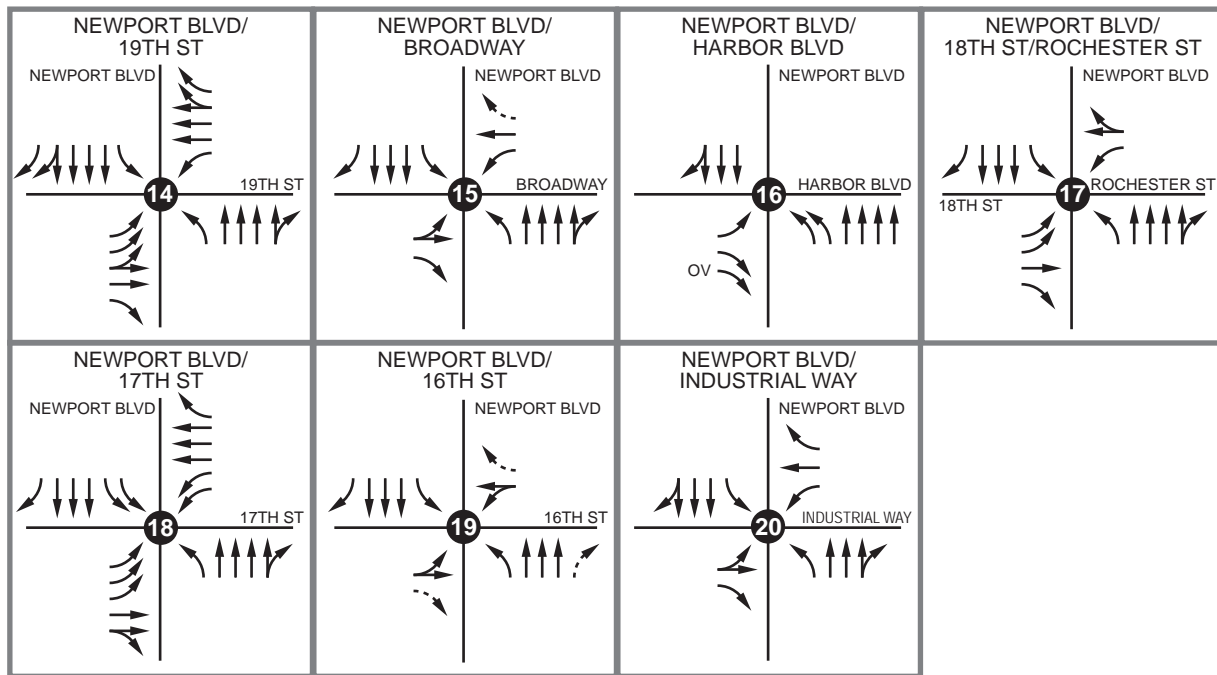 NEWPORT BLVD/
19TH ST
NEWPORT BLVD
14
19TH ST
NEWPORT BLVD/
BROADWAY
NEWPORT BLVD
15
BROADWAY
NEWPORT BLVD/
HARBOR BLVD
NEWPORT BLVD
16
HARBOR BLVD
OV
NEWPORT BLVD/
18TH ST/ROCHESTER ST
NEWPORT BLVD
17
ROCHESTER ST
18TH ST
NEWPORT BLVD/
17TH ST
NEWPORT BLVD
18
17TH ST
NEWPORT BLVD/
16TH ST
NEWPORT BLVD
19
16TH ST
NEWPORT BLVD/
INDUSTRIAL WAY
NEWPORT BLVD
20
INDUSTRIAL WAY